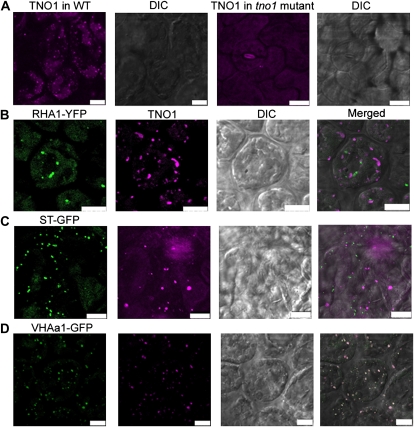 A TNO1 in WT DIC TNO1 in tno1 mutant DIC
B RHA1-YFP TNO1 DIC Merged
C ST-GFP
D VHAa1-GFP